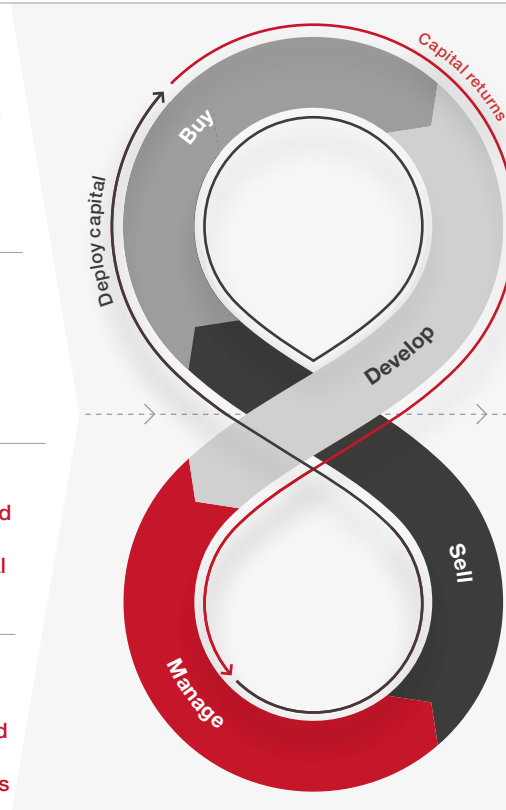 Capital returns
Buy
Deploy capital
Develop
Sell
Manage